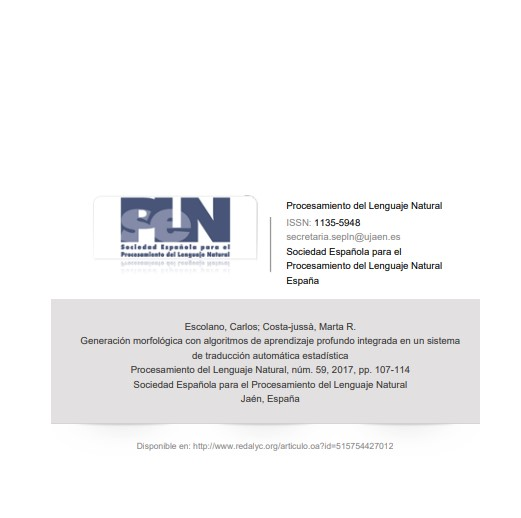 SEPLN
Sociedad Española para el
Procesamiento del Lenguaje Natural
Procesamiento del Lenguaje Natural
ISSN: 1135-5948
secretaria.sepln@ujaen.es
Sociedad Española para el
Procesamiento del Lenguaje Natural
España
Escolano, Carlos; Costa-jussà, Marta R.
Generación morfológica con algoritmos de aprendizaje profundo integrada en un sistema
de traducción automática estadística
Procesamiento del Lenguaje Natural, núm. 59, 2017, pp. 107-114
Sociedad Española para el Procesamiento del Lenguaje Natural
Jaén, España
Disponible en: http://www.redalyc.org/articulo.oa?id=515754427012